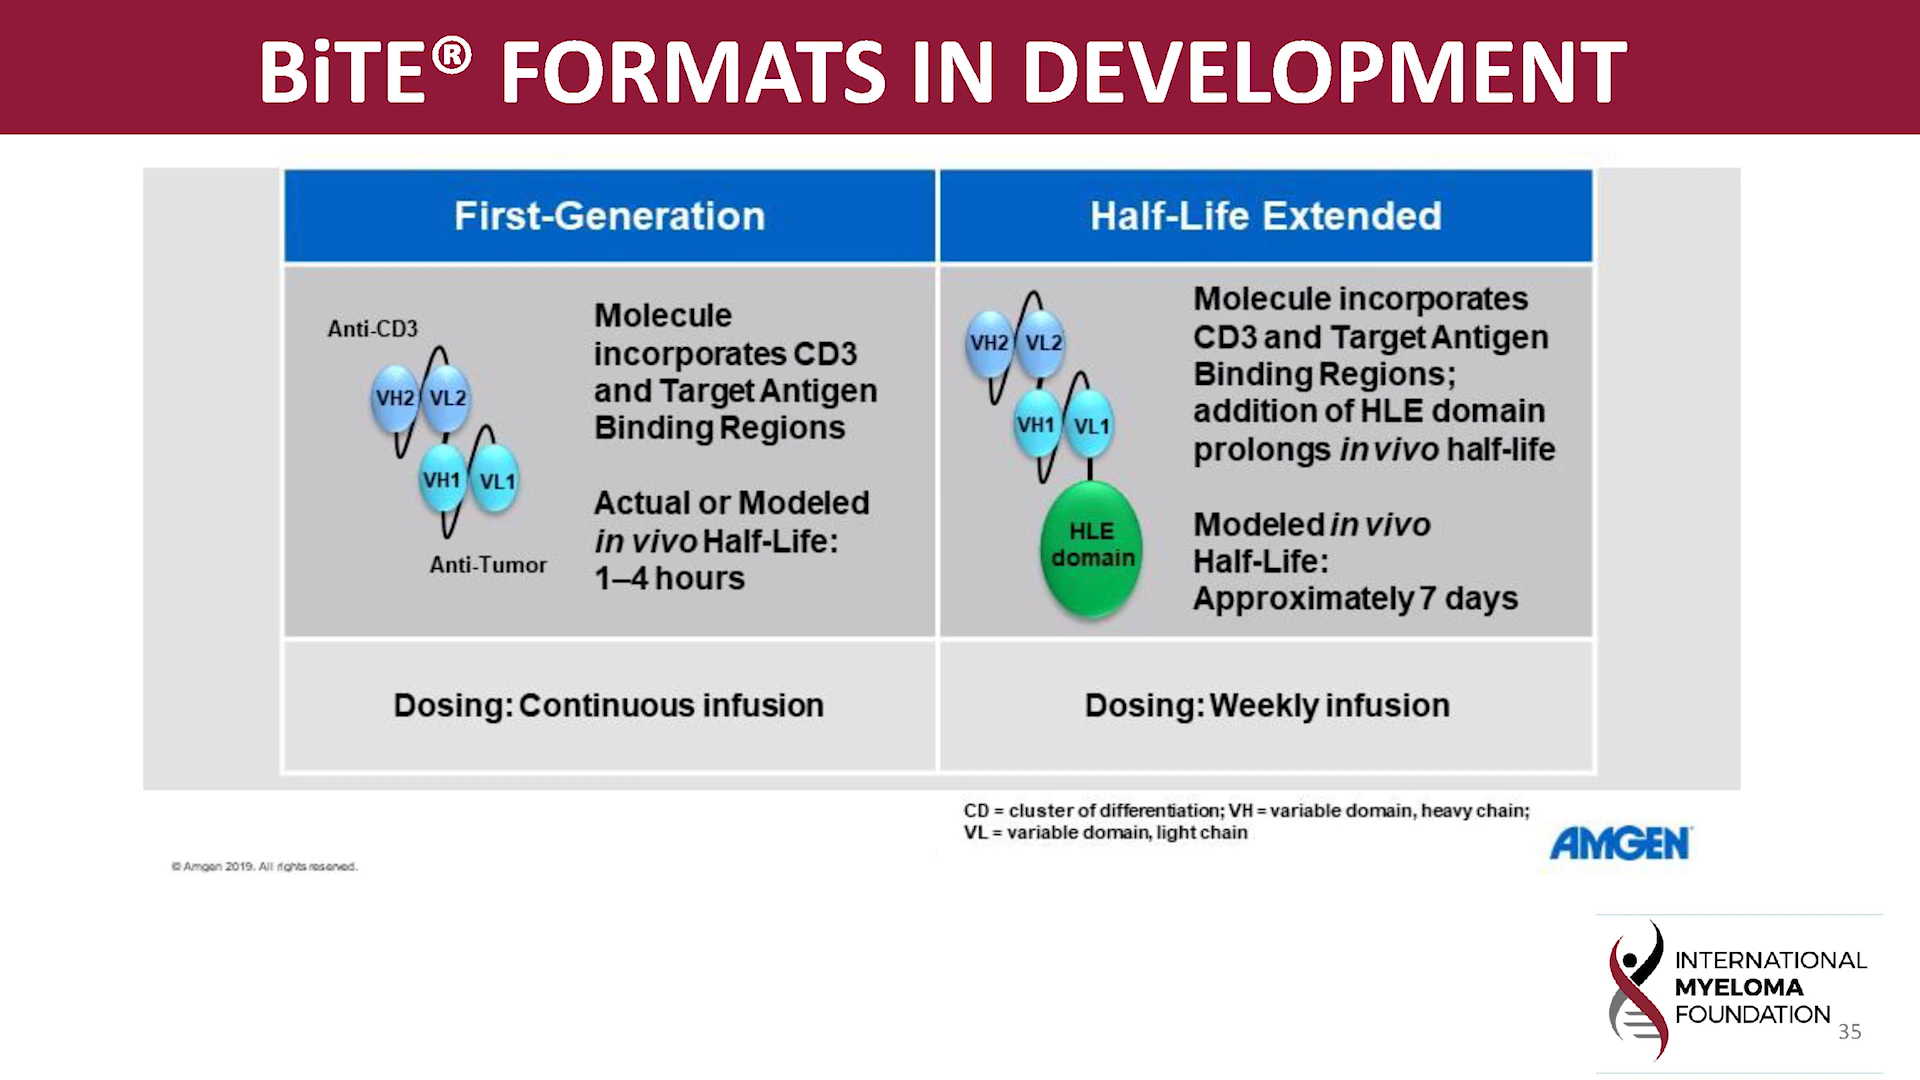 BiTE® FORMATS IN DEVELOPMENT
First-Generation
Half-Life Extended
Anti-CD3
VH2
VL2
VH1
VL1
Anti-Tumor
Molecule
incorporates CD3
and Target Antigen
Binding Regions
Actual or Modeled
in vivo Half-Life:
1–4 hours
VH2
VL2
VH1
VL1
HLE
domain
Molecule incorporates
CD3 and Target Antigen
Binding Regions;
addition of HLE domain
prolongs in vivo half-life
Modeled in vivo
Half-Life:
Approximately 7 days
Dosing: Continuous infusion
Dosing: Weekly infusion
CD = cluster of differentiation; VH = variable domain, heavy chain;
VL = variable domain, light chain
AMGEN
© Amgen 2019. All rights reserved.
INTERNATIONAL
MYELOMA
FOUNDATION
35